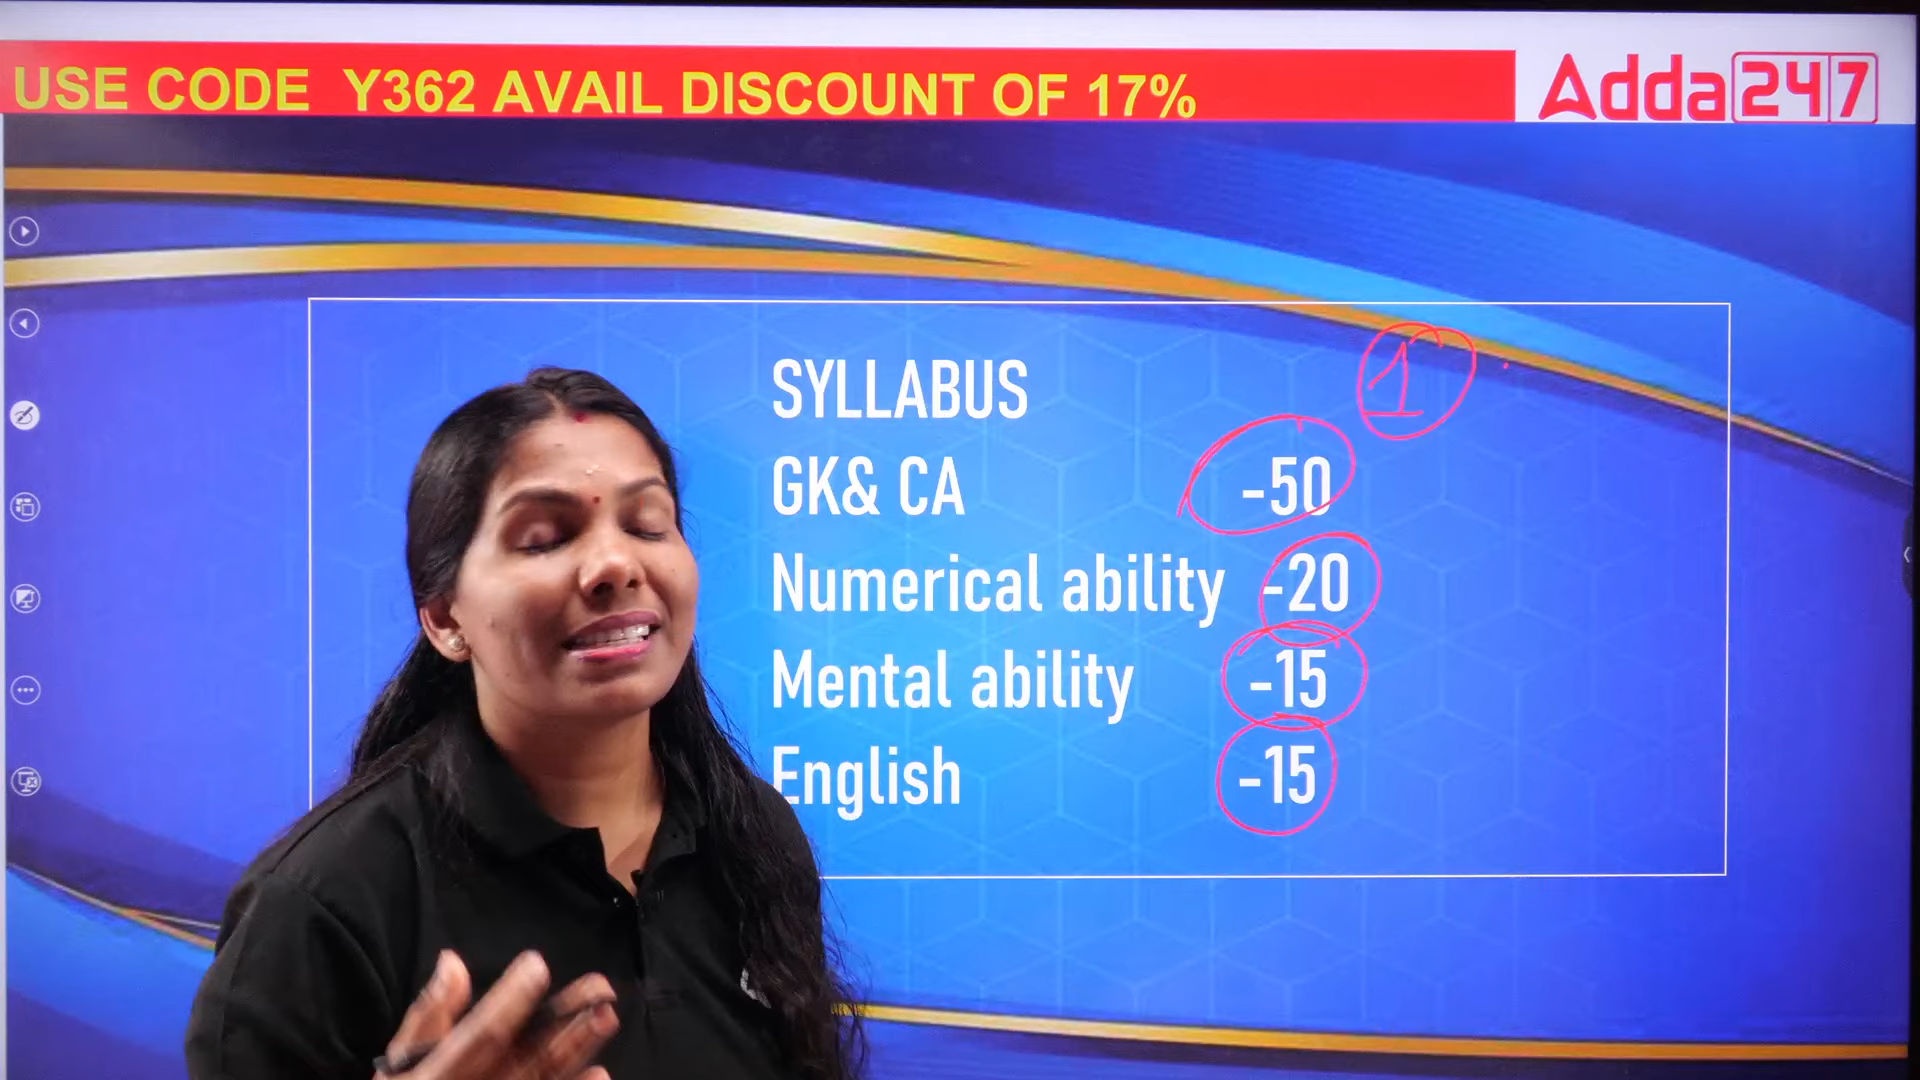 USE CODE Y362 AVAIL DISCOUNT OF 17%
Adda247
SYLLABUS
1
GK& CA -50
Numerical ability -20
Mental ability -15
English -15